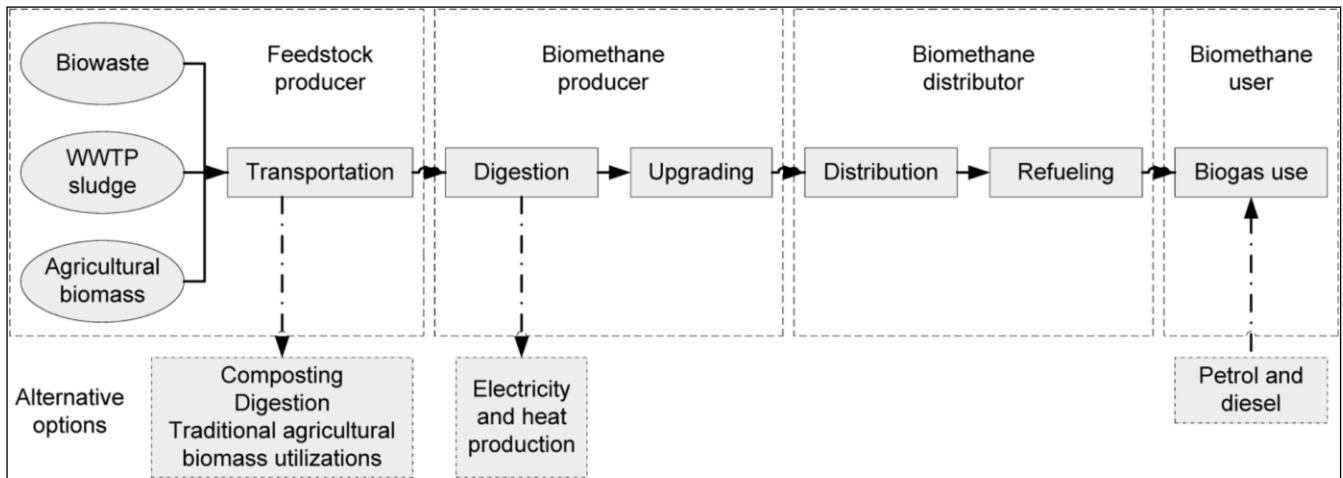 Biowaste
WWTP
sludge
Agricultural
biomass
Feedstock
producer
Transportation
Biomethane
producer
Digestion
Upgrading
Biomethane
distributor
Distribution
Refueling
Biomethane
user
Biogas use
Alternative
options
Composting
Digestion
Traditional agricultural
biomass utilizations
Electricity
and heat
production
Petrol and
diesel